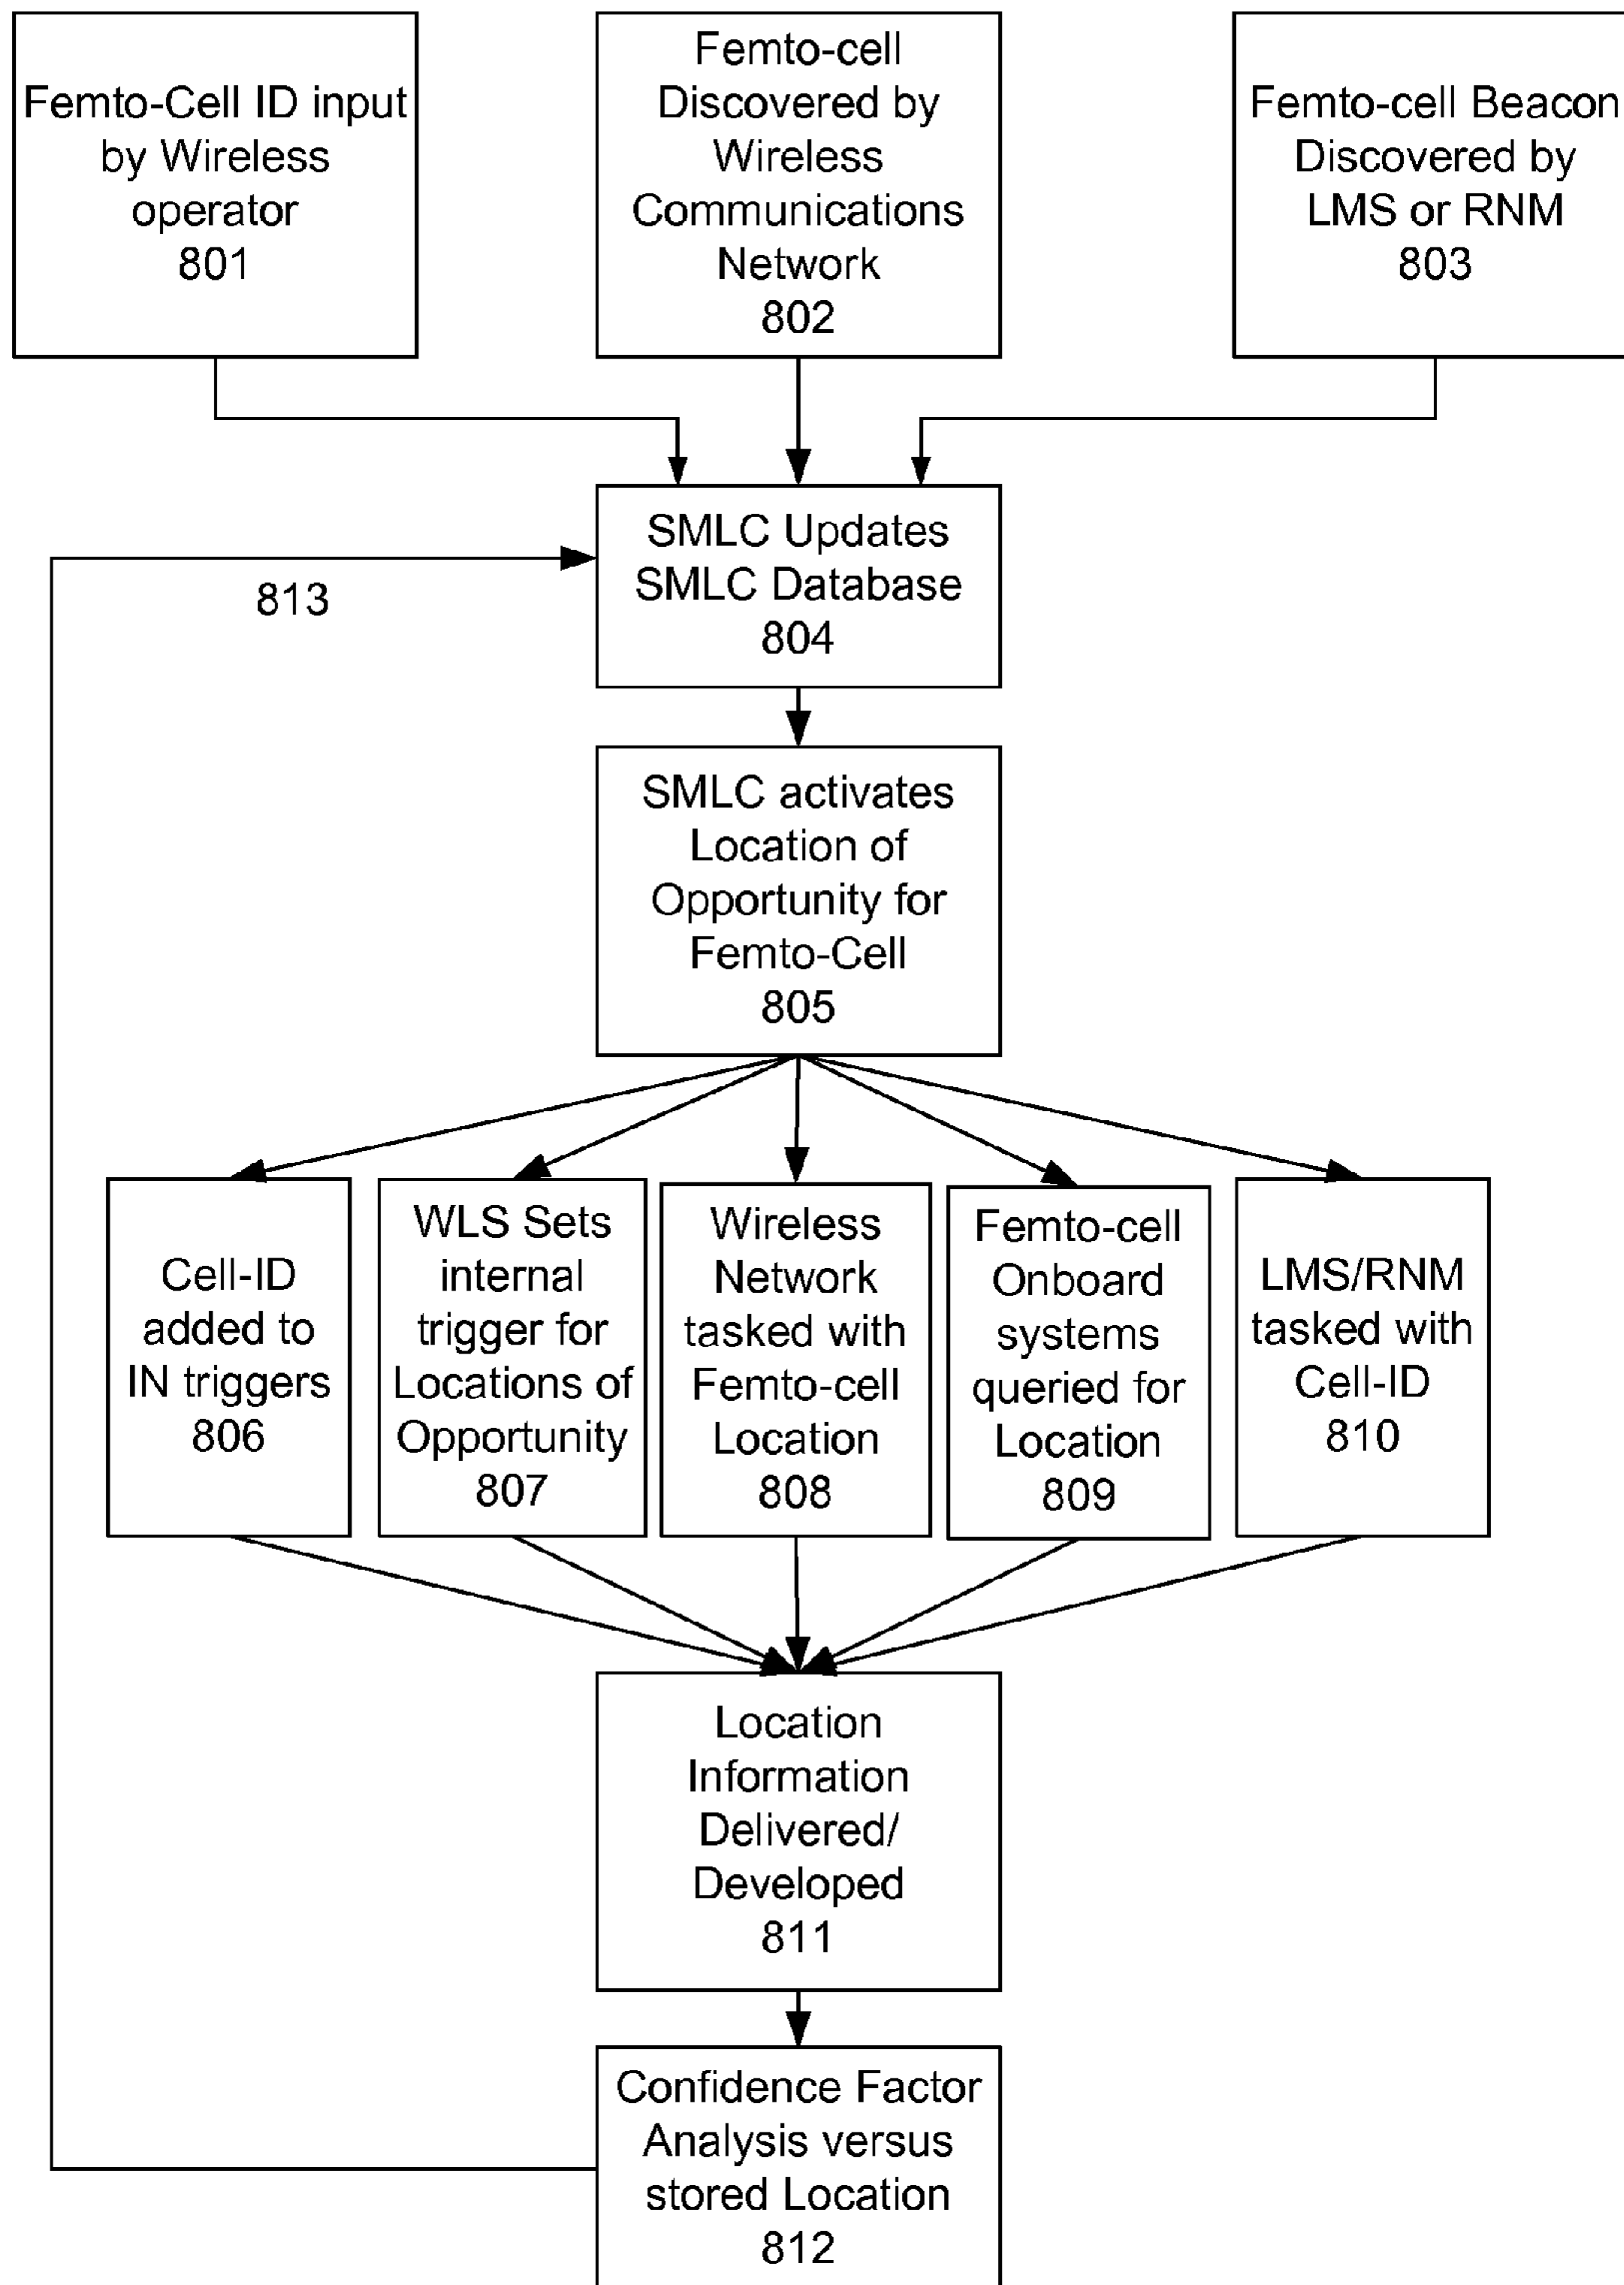 Femto-Cell ID input
by Wireless
operator
801
Femto-cell
Discovered by
Wireless
Communications
Network
802
Femto-cell Beacon
Discovered by
LMS or RNM
803
SMLC Updates
SMLC Database
804
813
SMLC activates
Location of
Opportunity for
Femto-Cell
805
Cell-ID
added to
IN triggers
806
WLS Sets
internal
trigger for
Locations of
Opportunity
807
Wireless
Network
tasked with
Femto-cell
Location
808
Femto-cell
Onboard
systems
queried for
Location
809
LMS/RNM
tasked with
Cell-ID
810
Location
Information
Delivered/
Developed
811
Confidence Factor
Analysis versus
stored Location
812